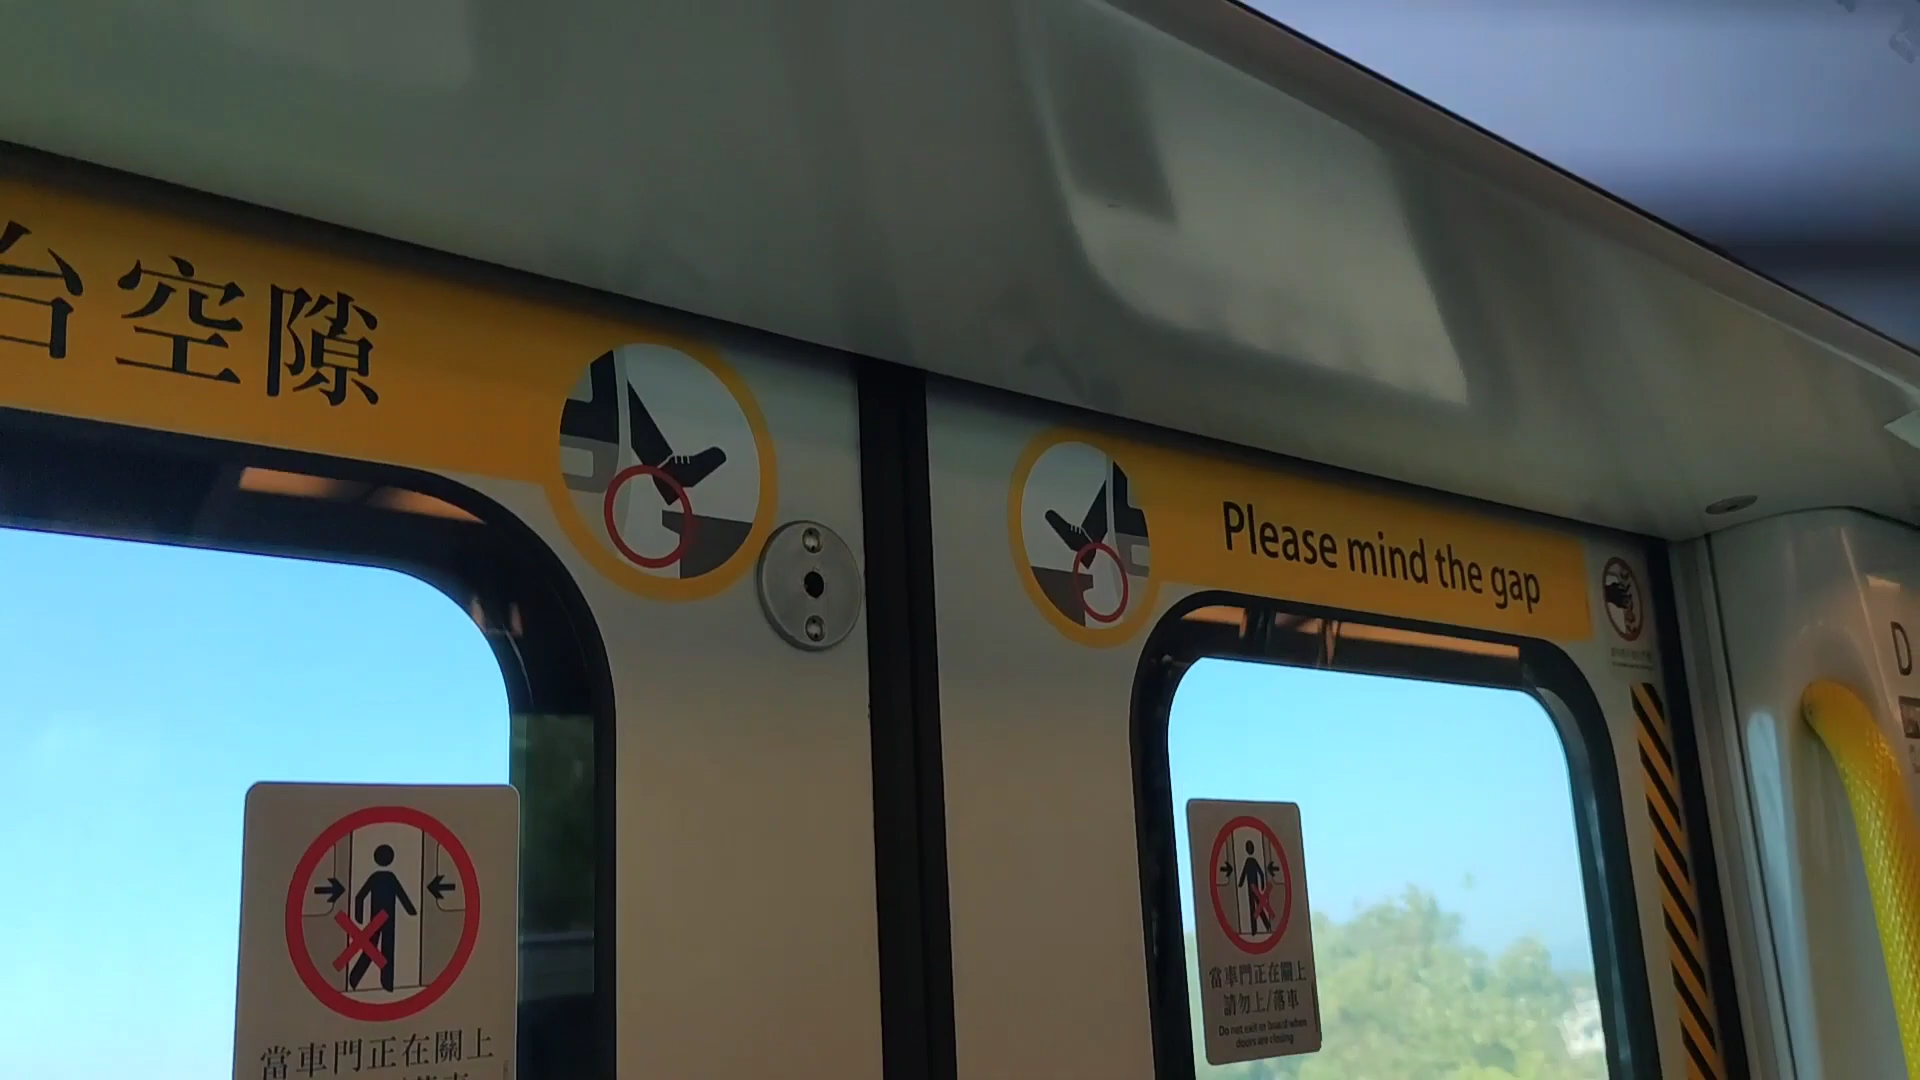 台空隙
Please mind the gap
D
當車門正在關上
當車門正在關上
請勿上/落車
Do not exit or board when
doors are closing